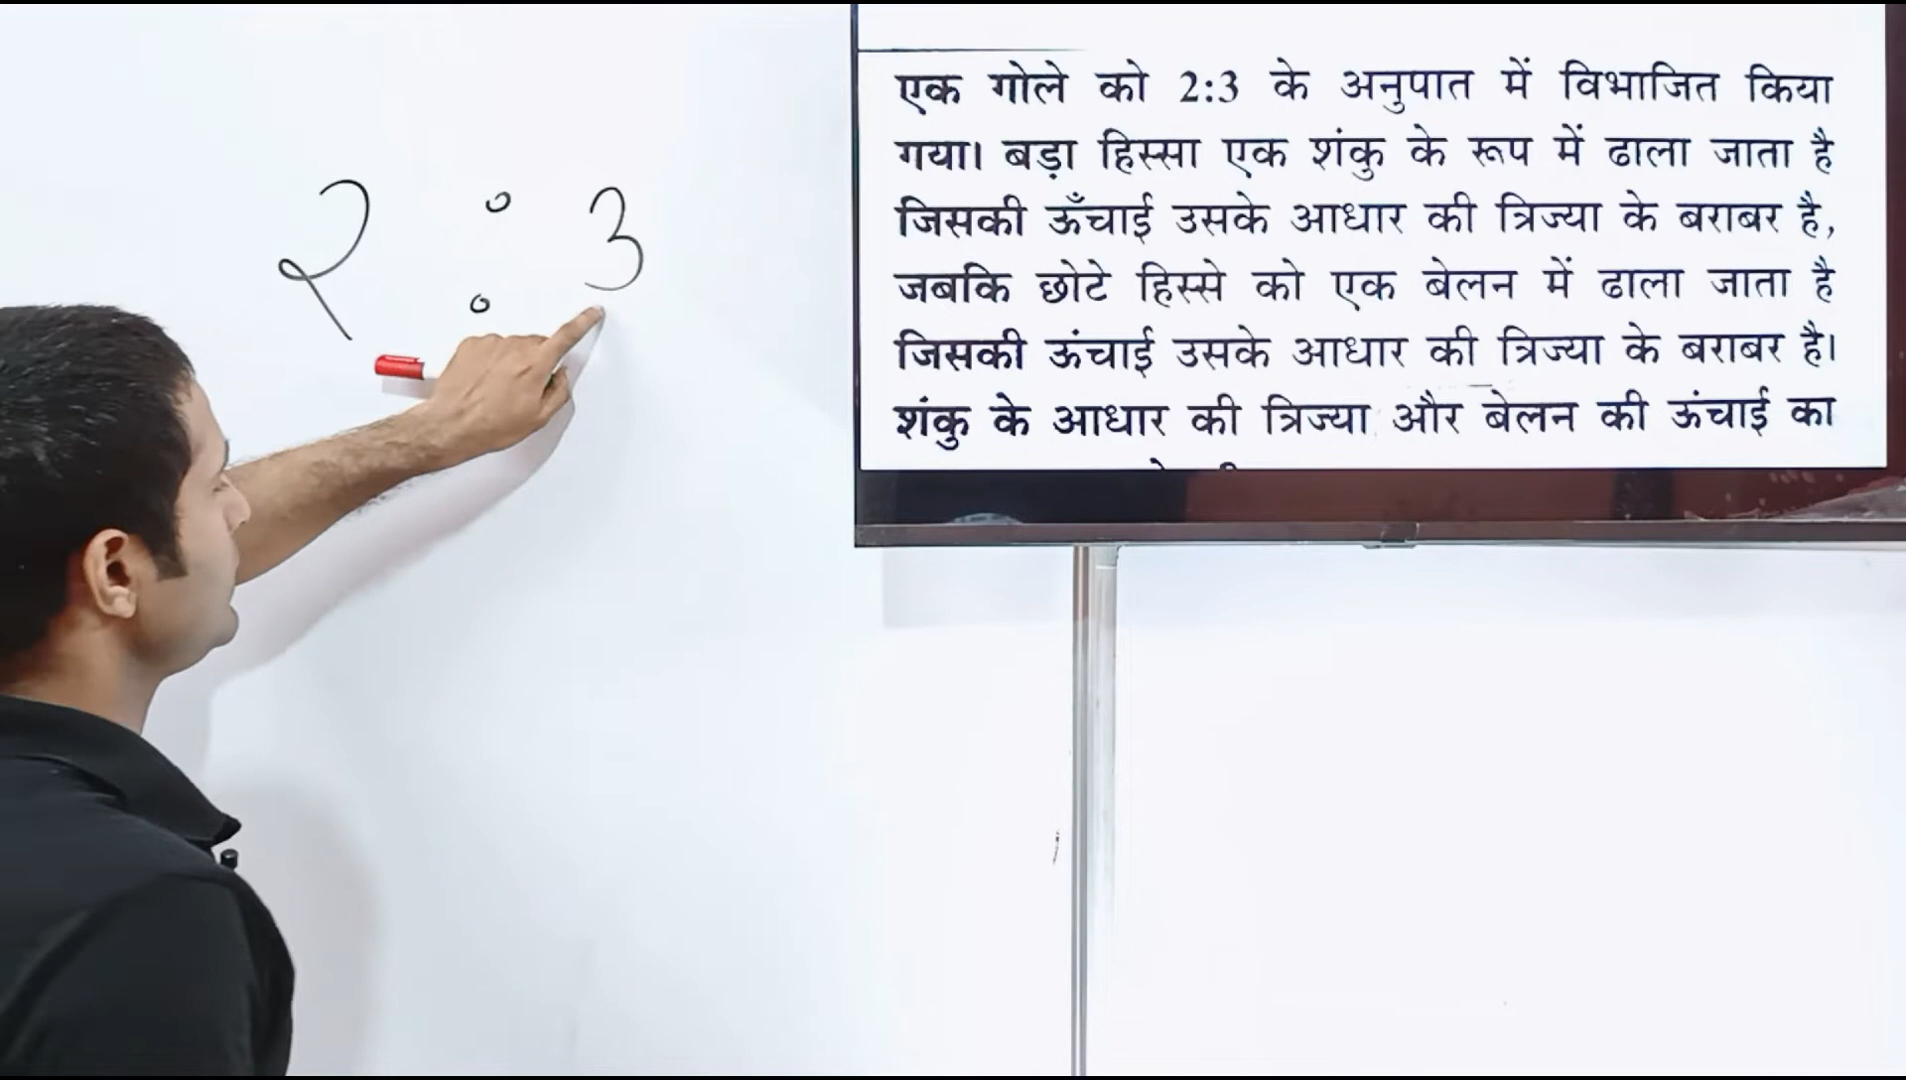 2 : 3
एक गोले को 2:3 के अनुपात में विभाजित किया
गया। बड़ा हिस्सा एक शंकु के रूप में ढाला जाता है
जिसकी ऊँचाई उसके आधार की त्रिज्या के बराबर है,
जबकि छोटे हिस्से को एक बेलन में ढाला जाता है
जिसकी ऊंचाई उसके आधार की त्रिज्या के बराबर है।
शंकु के आधार की त्रिज्या और बेलन की ऊंचाई का